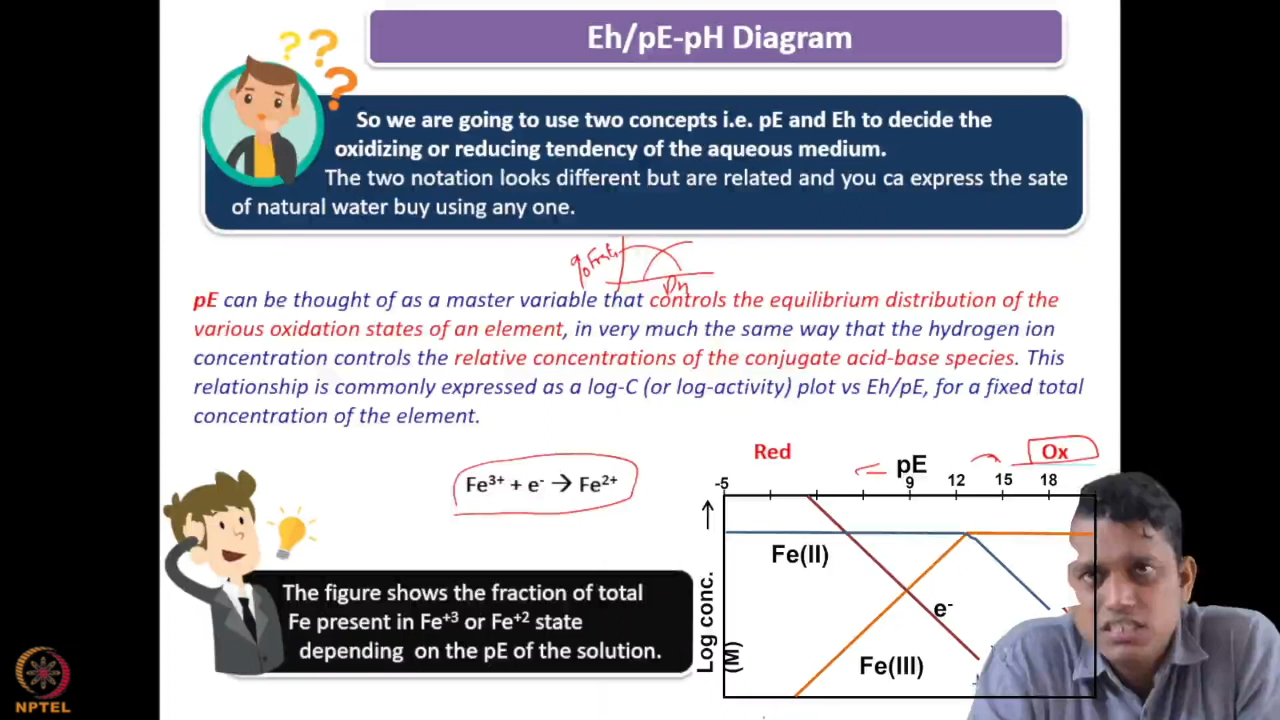 Eh/pE-pH Diagram
? ? ?
So we are going to use two concepts i.e. pE and Eh to decide the
oxidizing or reducing tendency of the aqueous medium.
The two notation looks different but are related and you ca express the sate
of natural water buy using any one.
pE can be thought of as a master variable that controls the equilibrium distribution of the
various oxidation states of an element, in very much the same way that the hydrogen ion
concentration controls the relative concentrations of the conjugate acid-base species. This
relationship is commonly expressed as a log-C (or log-activity) plot vs Eh/pE, for a fixed total
concentration of the element.
Fe³⁺ + e⁻ → Fe²⁺
The figure shows the fraction of total
Fe present in Fe⁺³ or Fe⁺² state
depending on the pE of the solution.
Red
pE
Ox
-5 9 12 15 18
Fe(II)
e⁻
Fe(III)
Log conc.
(M)
NPTEL